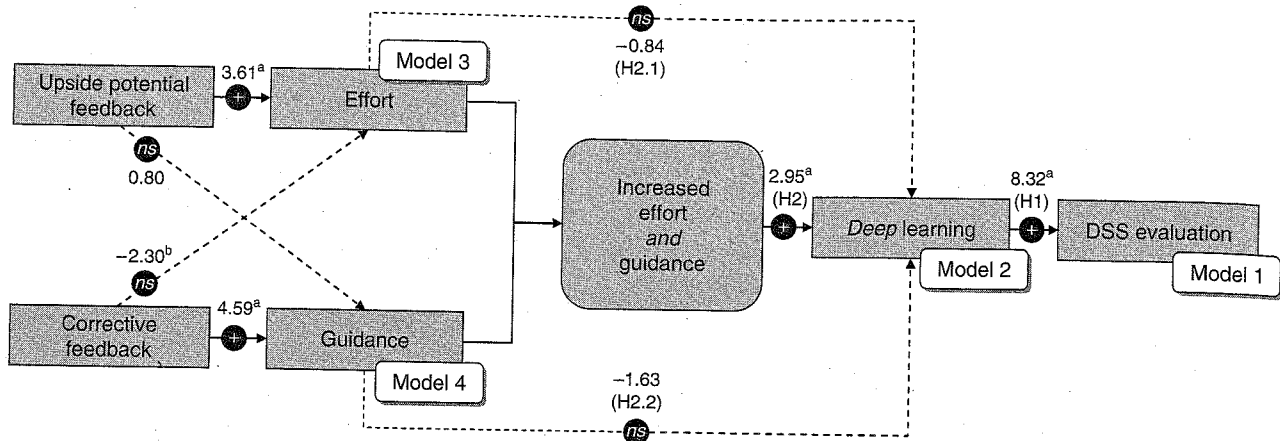 ns
−0.84
(H2.1)
Model 3
3.61ᵃ
Upside potential
feedback
+
Effort
ns
0.80
Increased
effort
and
guidance
2.95ᵃ
(H2)
+
Deep learning
Model 2
8.32ᵃ
(H1)
+
DSS evaluation
Model 1
−2.30ᵇ
ns
4.59ᵃ
Corrective
feedback
+
Guidance
Model 4
−1.63
(H2.2)
ns